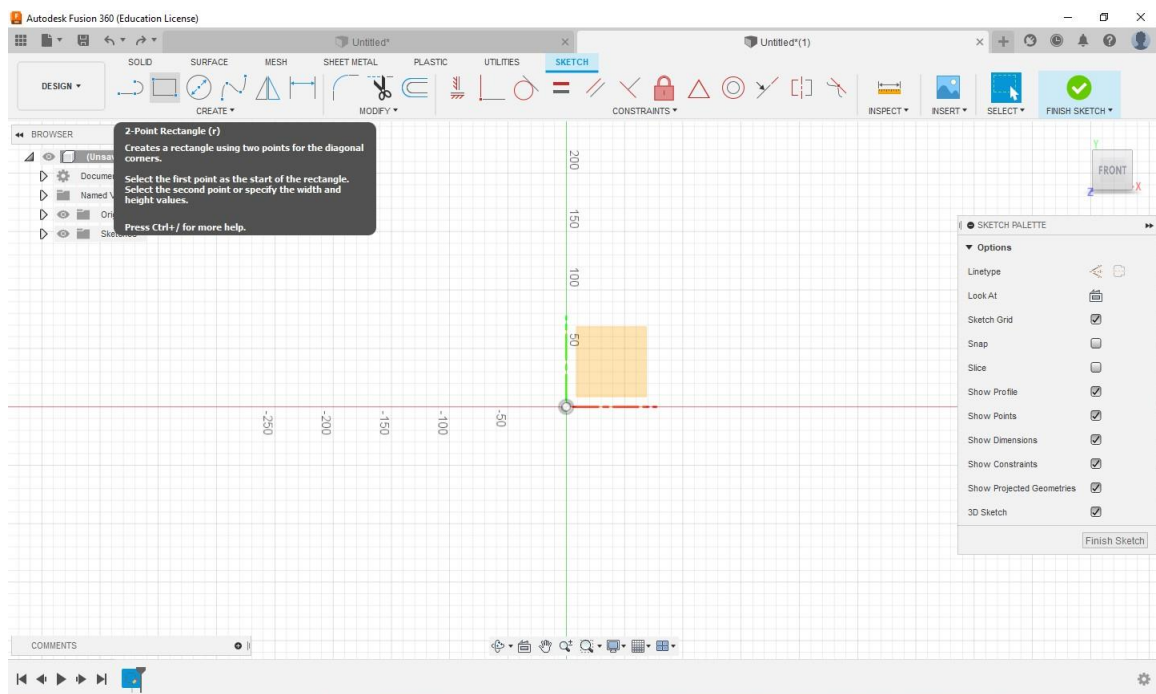 Autodesk Fusion 360 (Education License)
Untitled*
Untitled*(1)
SOLID SURFACE MESH SHEET METAL PLASTIC UTILITIES SKETCH
DESIGN
CREATE
MODIFY
CONSTRAINTS
INSPECT
INSERT
SELECT
FINISH SKETCH
BROWSER
(Unsav
Docume
Named V
Ori
Sketches
2-Point Rectangle (r)
Creates a rectangle using two points for the diagonal
corners.
Select the first point as the start of the rectangle.
Select the second point or specify the width and
height values.
Press Ctrl+/ for more help.
200
150
100
50
-250
-200
-150
-100
-50
Y
FRONT
Z
X
SKETCH PALETTE
Options
Linetype
Look At
Sketch Grid
Snap
Slice
Show Profile
Show Points
Show Dimensions
Show Constraints
Show Projected Geometries
3D Sketch
Finish Sketch
COMMENTS